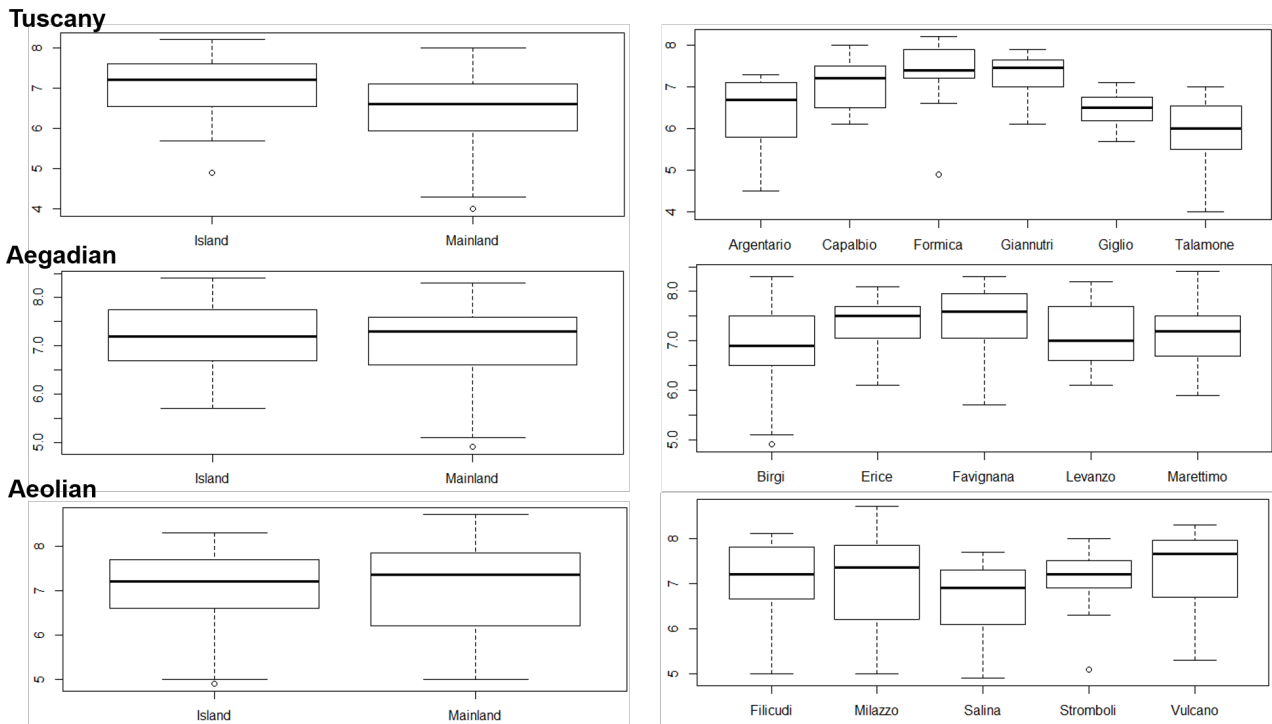 Tuscany
8
7
6
5
4
Island Mainland
8
7
6
5
4
Argentario Capalbio Formica Giannutri Giglio Talamone
Aegadian
8.0
7.0
6.0
5.0
Island Mainland
8.0
7.0
6.0
5.0
Birgi Erice Favignana Levanzo Marettimo
Aeolian
8
7
6
5
Island Mainland
8
7
6
5
Filicudi Milazzo Salina Stromboli Vulcano